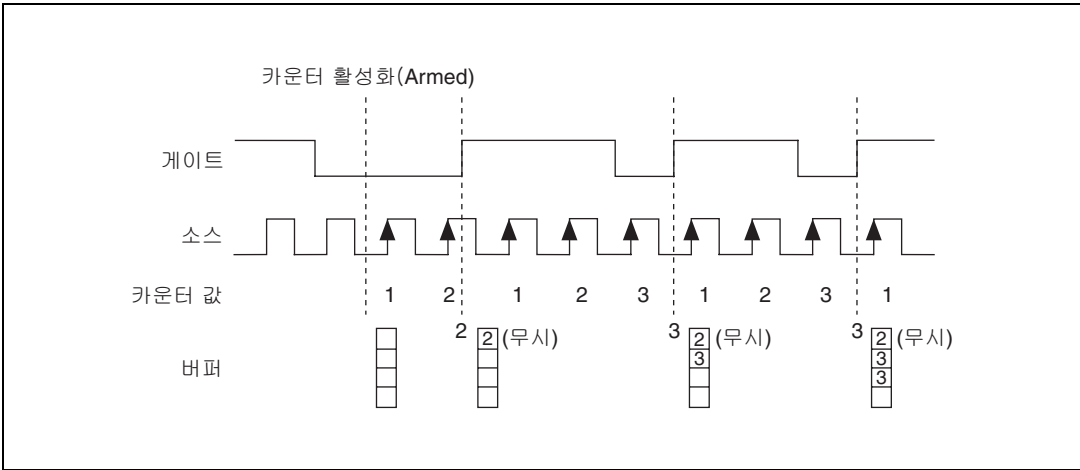 카운터 활성화(Armed)
게이트
소스
카운터 값 1 2 1 2 3 1 2 3 1
버퍼
2 2 (무시) 3 2 (무시) 3 2 (무시)
3 3
3